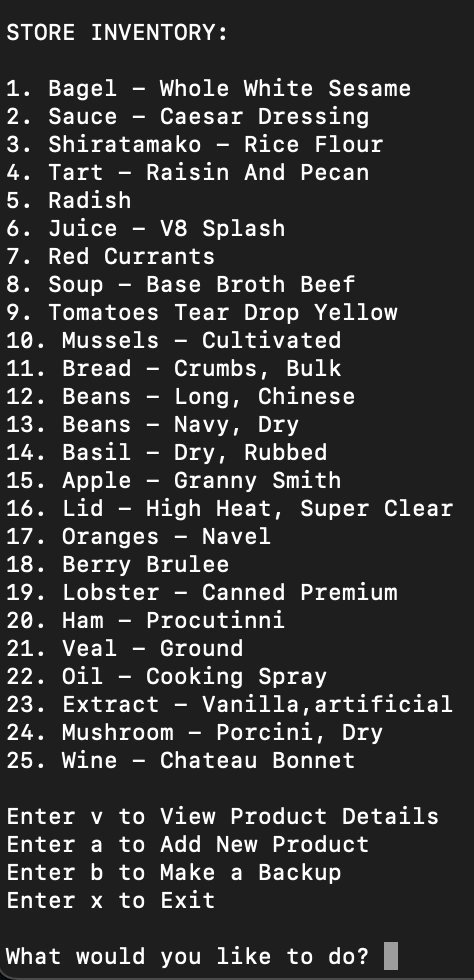 STORE INVENTORY:
1. Bagel – Whole White Sesame
2. Sauce – Caesar Dressing
3. Shiratamako – Rice Flour
4. Tart – Raisin And Pecan
5. Radish
6. Juice – V8 Splash
7. Red Currants
8. Soup – Base Broth Beef
9. Tomatoes Tear Drop Yellow
10. Mussels – Cultivated
11. Bread – Crumbs, Bulk
12. Beans – Long, Chinese
13. Beans – Navy, Dry
14. Basil – Dry, Rubbed
15. Apple – Granny Smith
16. Lid – High Heat, Super Clear
17. Oranges – Navel
18. Berry Brulee
19. Lobster – Canned Premium
20. Ham – Procutinni
21. Veal – Ground
22. Oil – Cooking Spray
23. Extract – Vanilla,artificial
24. Mushroom – Porcini, Dry
25. Wine – Chateau Bonnet
Enter v to View Product Details
Enter a to Add New Product
Enter b to Make a Backup
Enter x to Exit
What would you like to do?